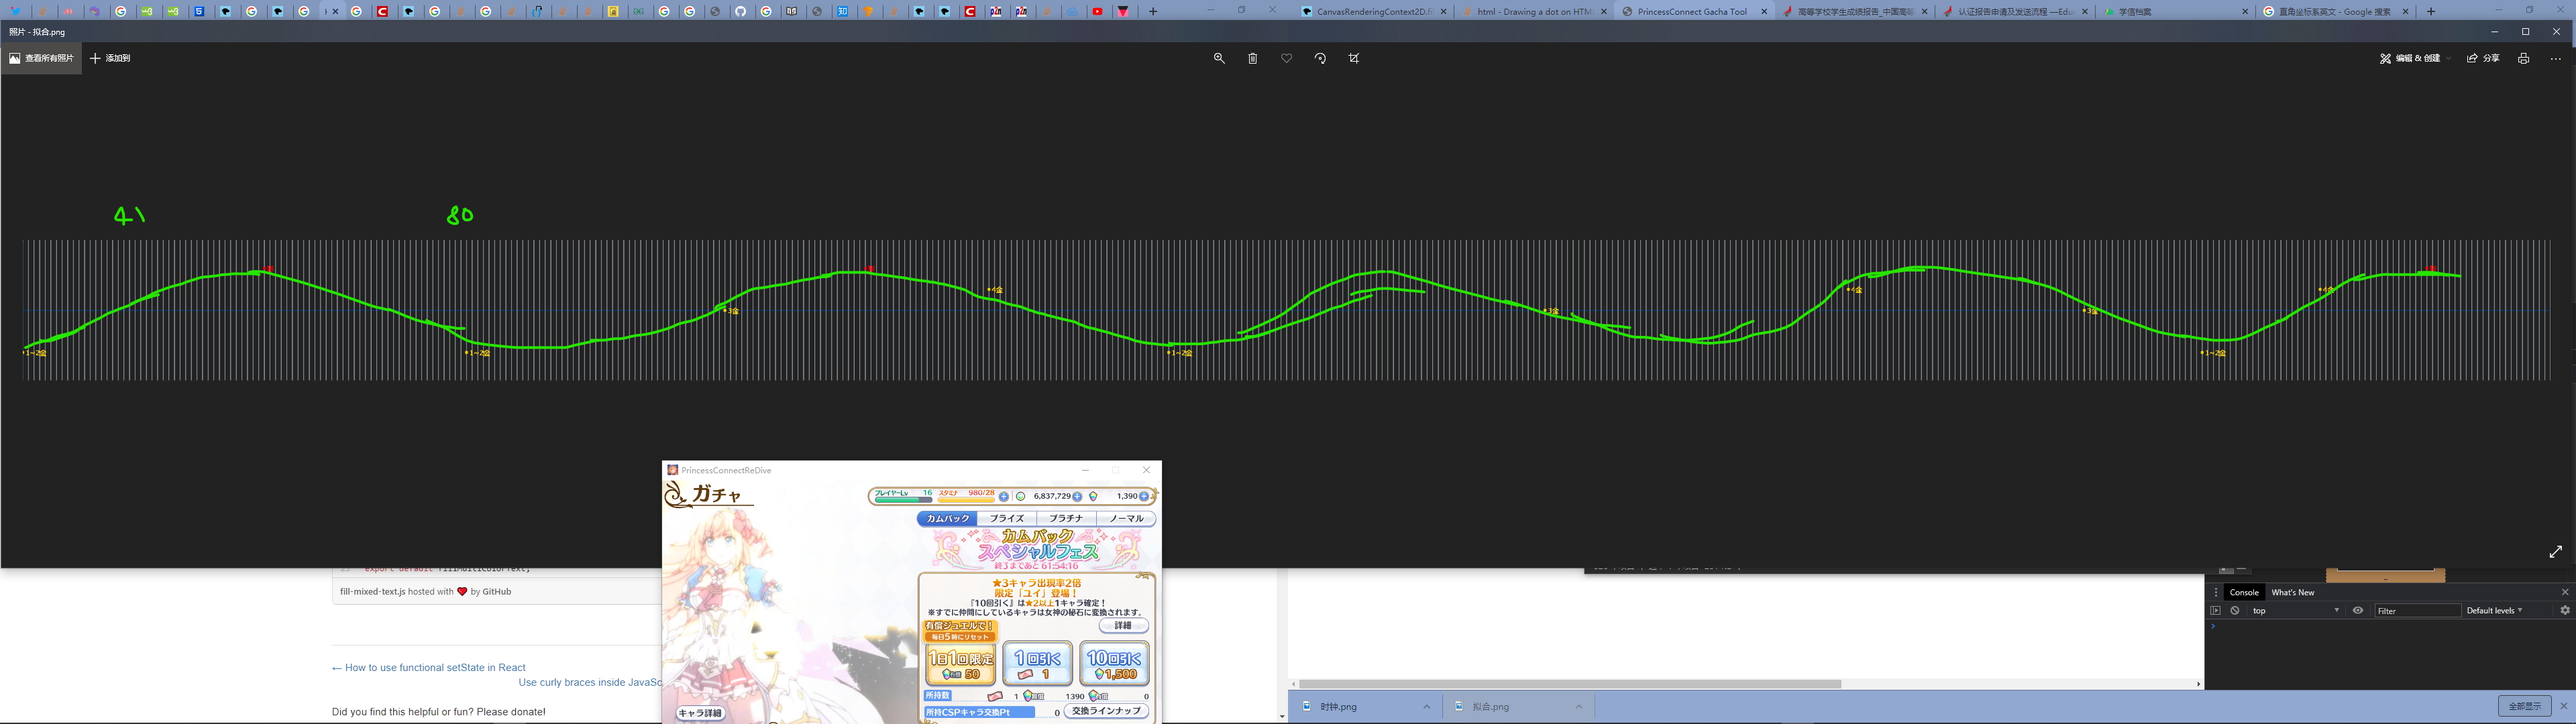 CanvasRenderingContext2D.fi
html - Drawing a dot on HTM
PrincessConnect Gacha Tool
高等学校学生成绩报告_中国高等
认证报告申请及发送流程 —Edu
学信档案
直角坐标系英文 - Google 搜索
照片 - 拟合.png
查看所有照片
添加到
编辑 & 创建
分享
41
80
1~2金
1~2金
3金
4金
1~2金
3金
4金
3金
1~2金
4金
PrincessConnectReDive
ガチャ
プレイヤーLv 16
スタミナ 980/28
6,837,729
1,390
カムバック
プライズ
プラチナ
ノーマル
カムバック
スペシャルフェス
終了まであと 61:54:16
★3キャラ出現率2倍
限定「ユイ」登場！
『10回引く』は★2以上1キャラ確定！
※すでに仲間にしているキャラは女神の秘石に変換されます。
有償ジュエルで！
毎日5時にリセット
詳細
1日1回限定
50
1回引く
1
10回引く
1,500
所持数
1
1390
0
所持CSPキャラ交換Pt
0
交換ラインナップ
キャラ詳細
export default fillMultiColorText;
fill-mixed-text.js hosted with ❤ by GitHub
← How to use functional setState in React
Use curly braces inside JavaSc
Did you find this helpful or fun? Please donate!
Console
What's New
top
Filter
Default levels
时钟.png
拟合.png
全部显示